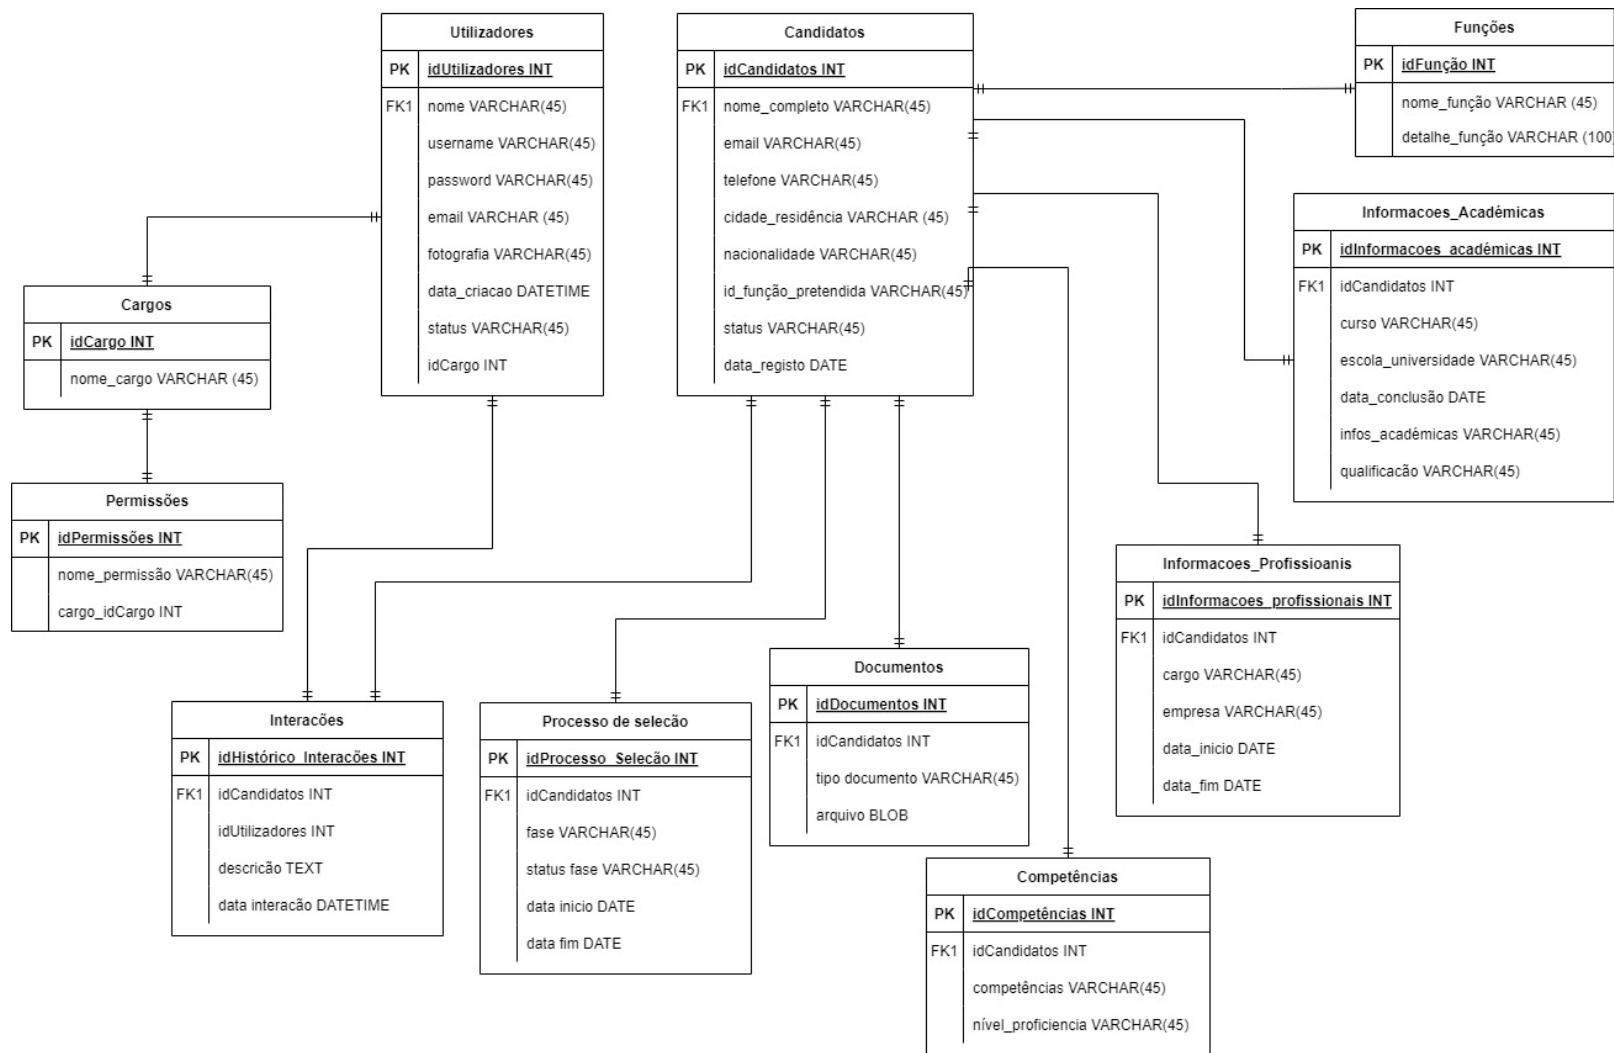 Utilizadores
PK idUtilizadores INT
FK1 nome VARCHAR(45)
username VARCHAR(45)
password VARCHAR(45)
email VARCHAR (45)
fotografia VARCHAR(45)
data_criacao DATETIME
status VARCHAR(45)
idCargo INT
Candidatos
PK idCandidatos INT
FK1 nome_completo VARCHAR(45)
email VARCHAR(45)
telefone VARCHAR(45)
cidade_residência VARCHAR (45)
nacionalidade VARCHAR(45)
id_função_pretendida VARCHAR(45)
status VARCHAR(45)
data_registo DATE
Funções
PK idFunção INT
nome_função VARCHAR (45)
detalhe_função VARCHAR (100)
Informacoes_Académicas
PK idInformacoes_académicas INT
FK1 idCandidatos INT
curso VARCHAR(45)
escola_universidade VARCHAR(45)
data_conclusão DATE
infos_académicas VARCHAR(45)
qualificacão VARCHAR(45)
Cargos
PK idCargo INT
nome_cargo VARCHAR (45)
Permissões
PK idPermissões INT
nome_permissão VARCHAR(45)
cargo_idCargo INT
Informacoes_Profissioanis
PK idInformacoes_profissionais INT
FK1 idCandidatos INT
cargo VARCHAR(45)
empresa VARCHAR(45)
data_inicio DATE
data_fim DATE
Interacões
PK idHistórico_Interacões INT
FK1 idCandidatos INT
idUtilizadores INT
descricão TEXT
data interacão DATETIME
Processo de selecão
PK idProcesso_Selecão INT
FK1 idCandidatos INT
fase VARCHAR(45)
status fase VARCHAR(45)
data inicio DATE
data fim DATE
Documentos
PK idDocumentos INT
FK1 idCandidatos INT
tipo documento VARCHAR(45)
arquivo BLOB
Competências
PK idCompetências INT
FK1 idCandidatos INT
competências VARCHAR(45)
nível_proficiencia VARCHAR(45)